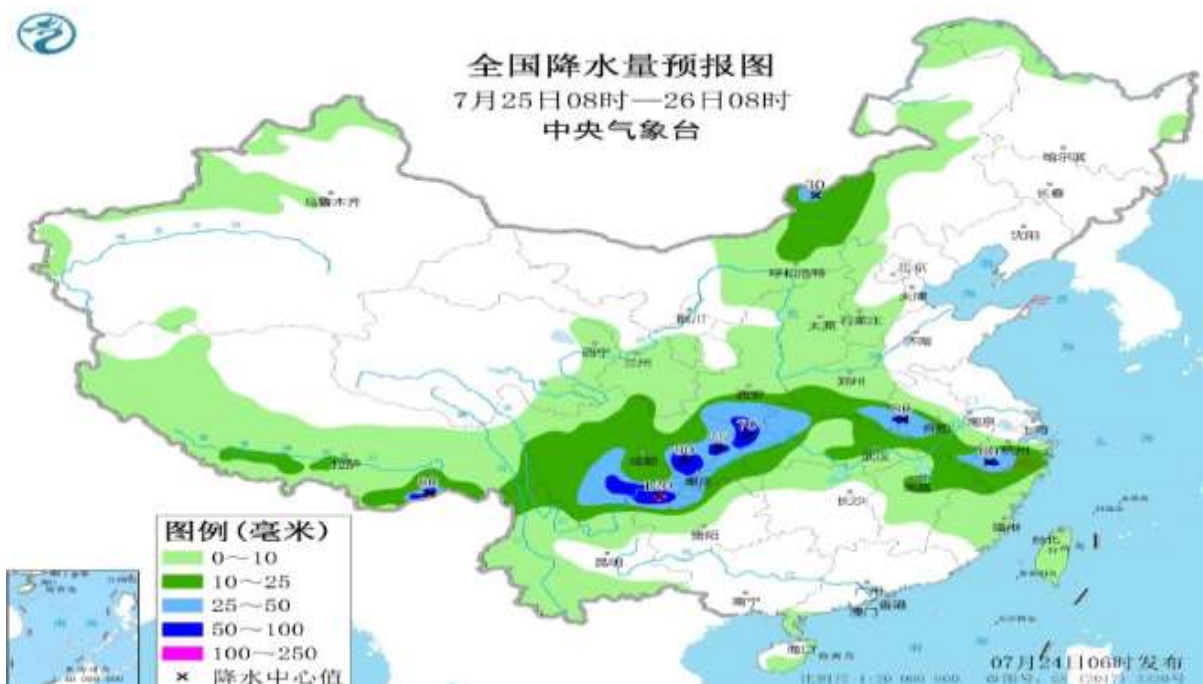 全国降水量预报图
7月25日08时—26日08时
中央气象台
30
哈尔滨
长春
乌鲁木齐
沈阳
呼和浩特
北京
天津
银川
太原
石家庄
济南
西宁
兰州
郑州
西安
南京
合肥
上海
成都
武汉
杭州
拉萨
重庆
南昌
长沙
贵阳
福州
台北
昆明
广州
南宁
香港
澳门
海口
70
90
120
60
图例(毫米)
0～10
10～25
25～50
50～100
100～250
降水中心值
07月24日06时发布